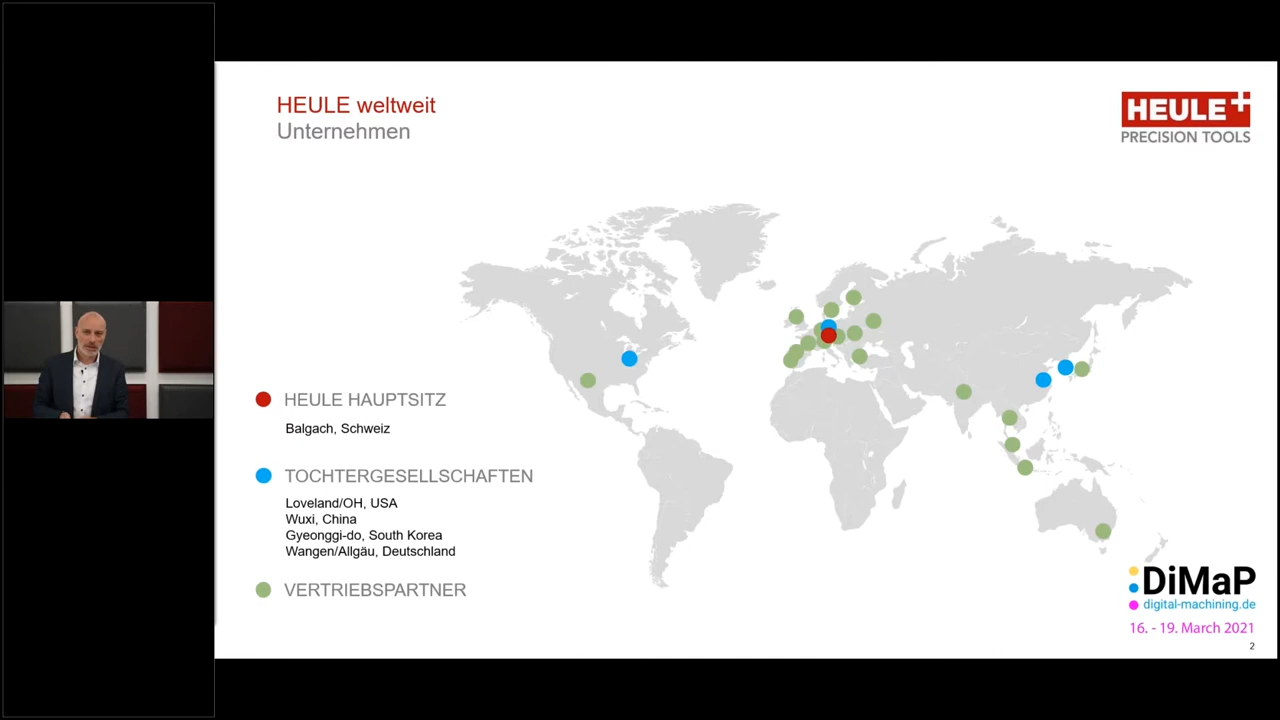 HEULE weltweit
Unternehmen
HEULE+
PRECISION TOOLS
HEULE HAUPTSITZ
Balgach, Schweiz
TOCHTERGESELLSCHAFTEN
Loveland/OH, USA
Wuxi, China
Gyeonggi-do, South Korea
Wangen/Allgäu, Deutschland
VERTRIEBSPARTNER
DiMaP
digital-machining.de
16. - 19. March 2021
2